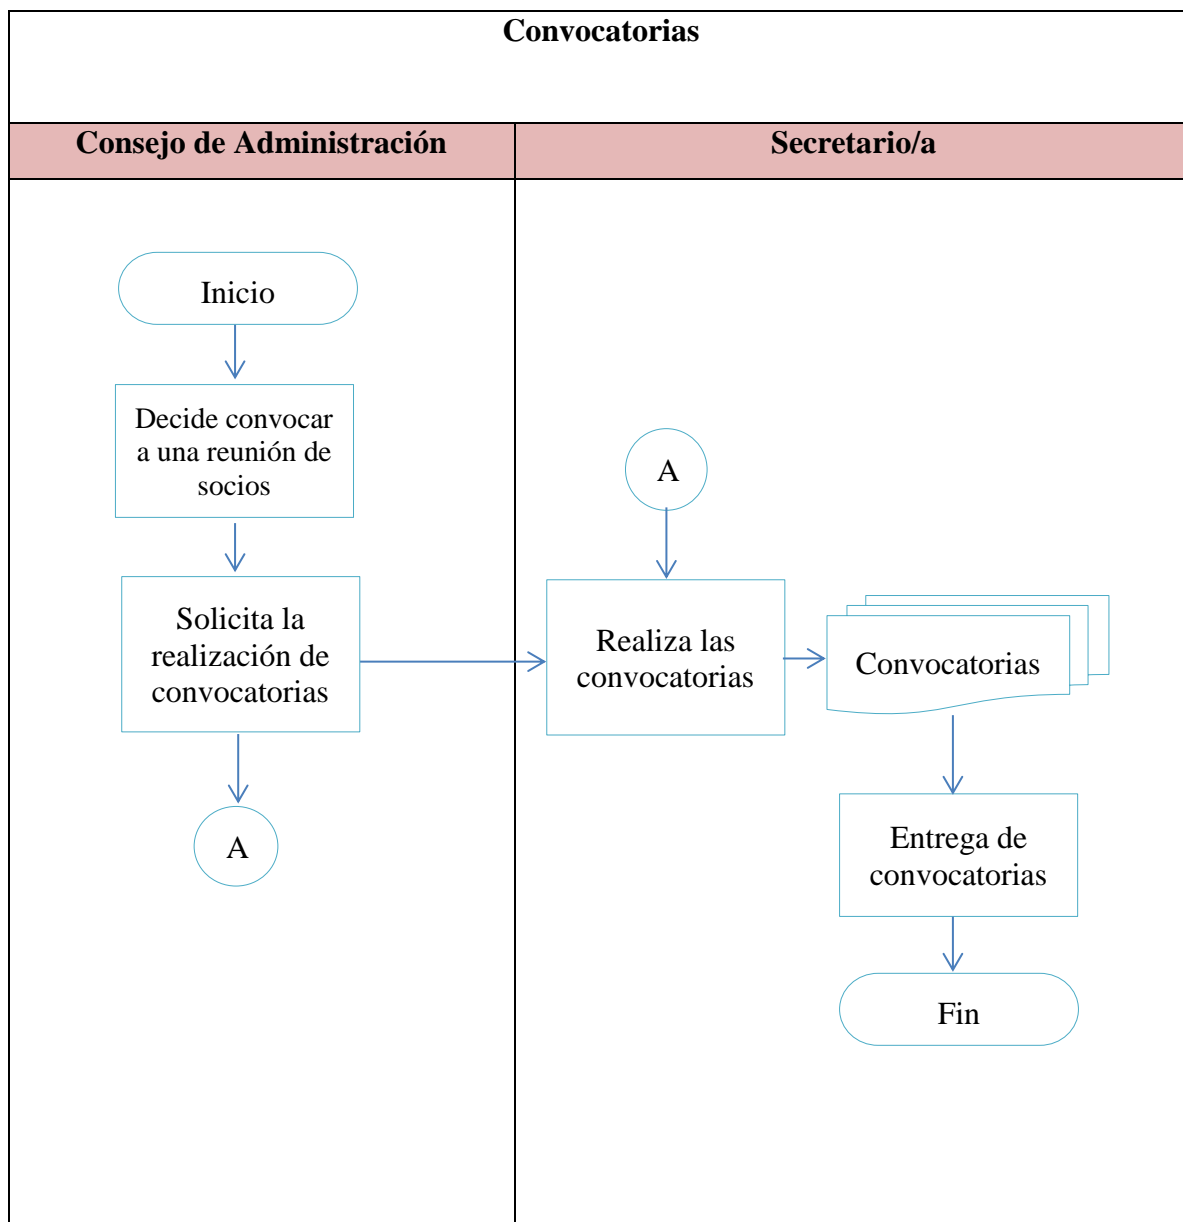 Convocatorias
Consejo de Administración
Secretario/a
Inicio
Decide convocar
a una reunión de
socios
Solicita la
realización de
convocatorias
A
A
Realiza las
convocatorias
Convocatorias
Entrega de
convocatorias
Fin